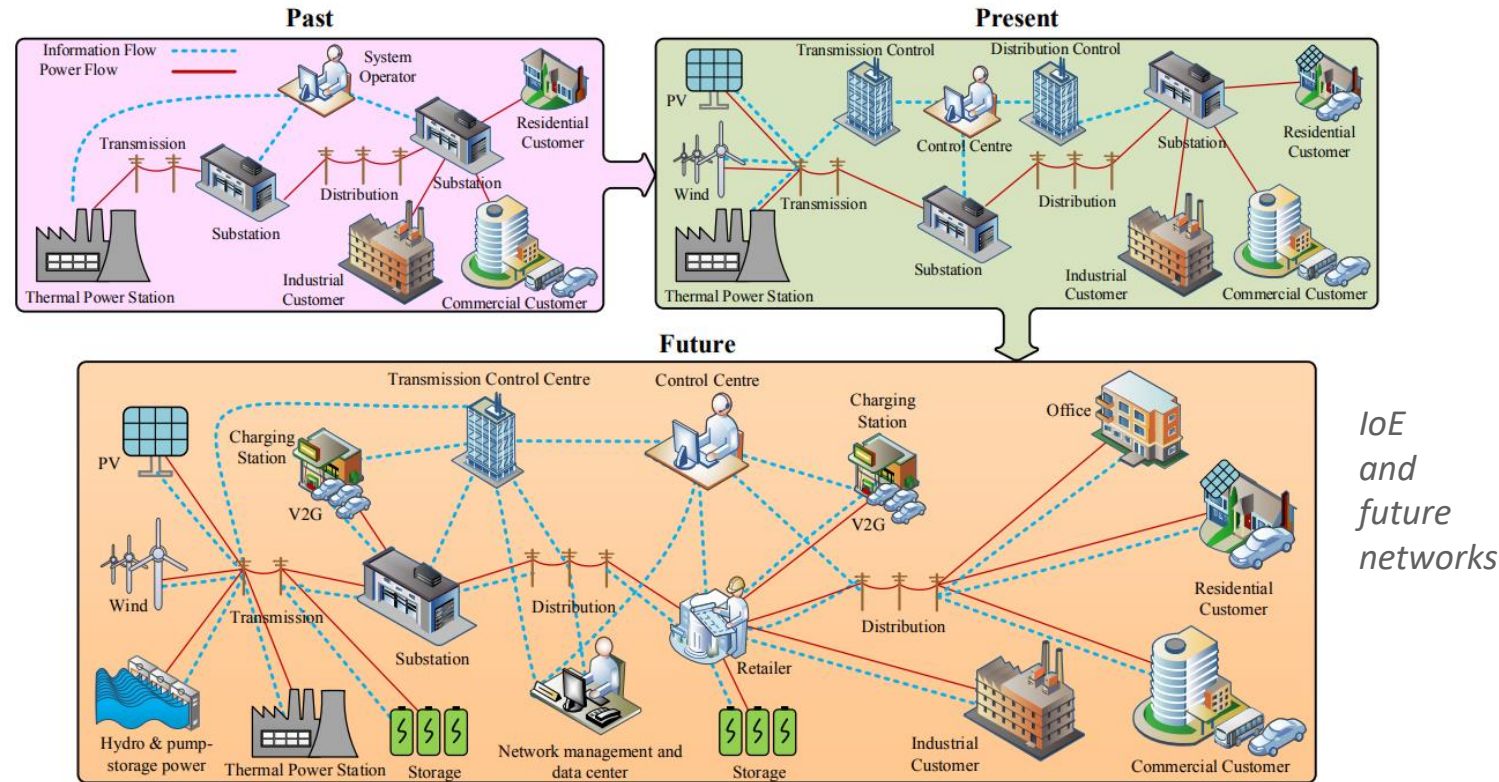 Past
Information Flow
Power Flow
System
Operator
Residential
Customer
Transmission
Substation
Distribution
Substation
Thermal Power Station
Industrial
Customer
Commercial Customer
Present
Transmission Control
Distribution Control
PV
Control Centre
Substation
Residential
Customer
Wind
Transmission
Distribution
Substation
Thermal Power Station
Industrial
Customer
Commercial Customer
Future
Transmission Control Centre
Control Centre
Charging
Station
Office
Charging
Station
PV
V2G
V2G
Wind
Transmission
Substation
Distribution
Retailer
Distribution
Residential
Customer
Hydro & pump-
storage power
Thermal Power Station
Storage
Network management and
data center
Storage
Industrial
Customer
Commercial Customer
IoE
and
future
networks